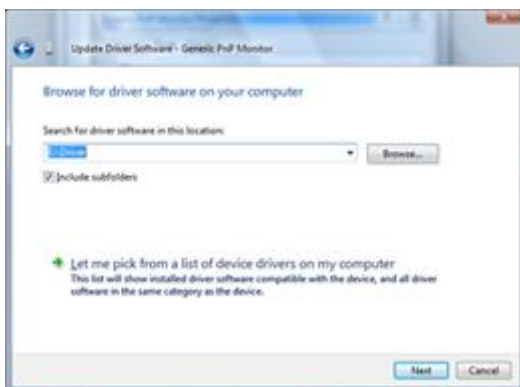 Update Driver Software - Generic PnP Monitor
Browse for driver software on your computer
Search for driver software in this location:
Browse...
Include subfolders
Let me pick from a list of device drivers on my computer
This list will show installed driver software compatible with the device, and all driver
software in the same category as the device.
Next
Cancel